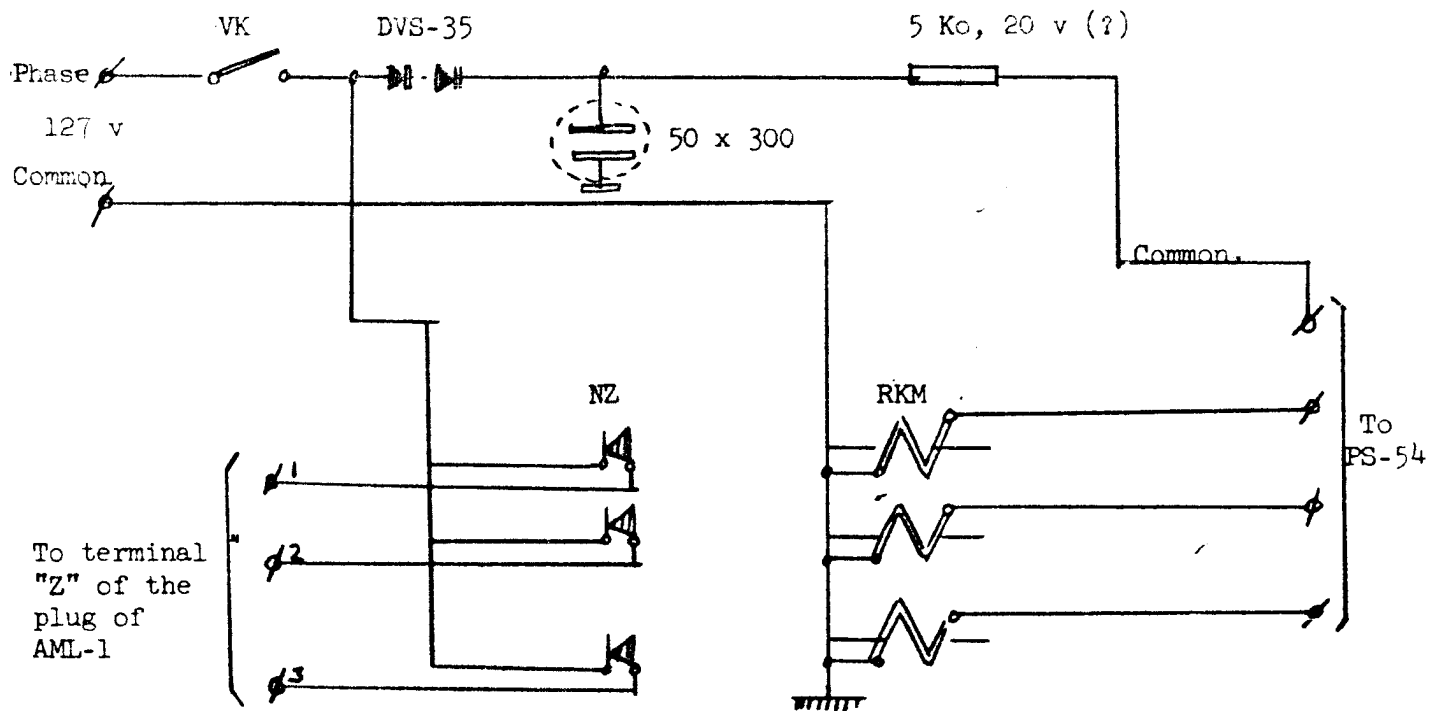 VK
DVS-35
5 Ko, 20 v (?)
Phase
127 v
50 x 300
Common
Common.
NZ
RKM
To
PS-54
1
2
3
To terminal
"Z" of the
plug of
AML-1